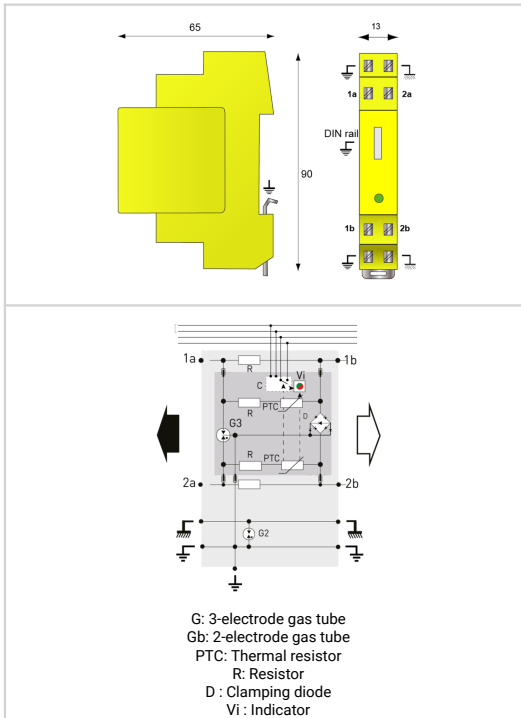 65
13
1a
2a
DIN rail
90
1b
2b
1a
1b
R
Vi
C
R
PTC
D
G3
R
PTC
2a
2b
G2
G: 3-electrode gas tube
Gb: 2-electrode gas tube
PTC: Thermal resistor
R: Resistor
D : Clamping diode
Vi : Indicator